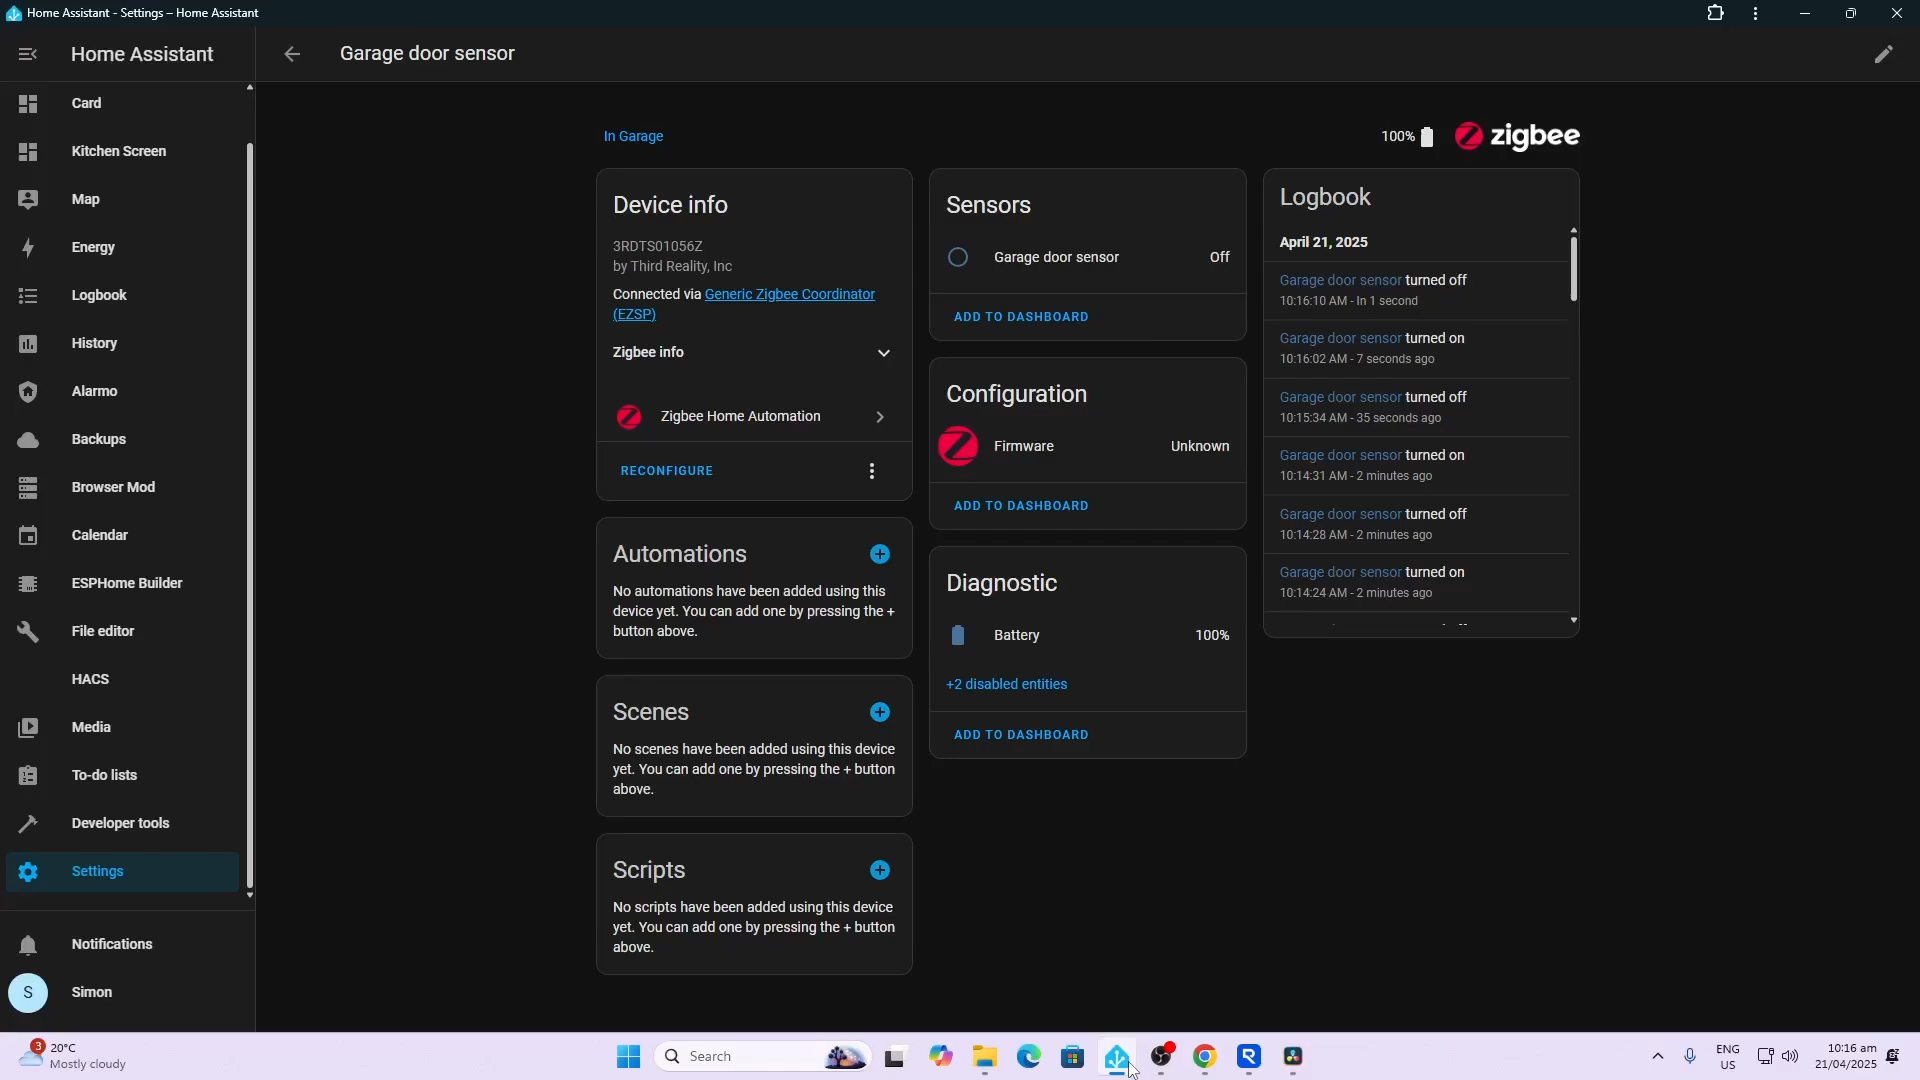 Home Assistant - Settings – Home Assistant
Home Assistant
Garage door sensor
Card
Kitchen Screen
Map
Energy
Logbook
History
Alarmo
Backups
Browser Mod
Calendar
ESPHome Builder
File editor
HACS
Media
To-do lists
Developer tools
Settings
Notifications
S
Simon
In Garage
100%
zigbee
Device info
3RDTS01056Z
by Third Reality, Inc
Connected via Generic Zigbee Coordinator
(EZSP)
Zigbee info
Zigbee Home Automation
RECONFIGURE
Automations
No automations have been added using this
device yet. You can add one by pressing the +
button above.
Scenes
No scenes have been added using this device
yet. You can add one by pressing the + button
above.
Scripts
No scripts have been added using this device
yet. You can add one by pressing the + button
above.
Sensors
Garage door sensor Off
ADD TO DASHBOARD
Configuration
Firmware Unknown
ADD TO DASHBOARD
Diagnostic
Battery 100%
+2 disabled entities
ADD TO DASHBOARD
Logbook
April 21, 2025
Garage door sensor turned off
10:16:10 AM - In 1 second
Garage door sensor turned on
10:16:02 AM - 7 seconds ago
Garage door sensor turned off
10:15:34 AM - 35 seconds ago
Garage door sensor turned on
10:14:31 AM - 2 minutes ago
Garage door sensor turned off
10:14:28 AM - 2 minutes ago
Garage door sensor turned on
10:14:24 AM - 2 minutes ago
3
20°C
Mostly cloudy
Search
ENG
US
10:16 am
21/04/2025